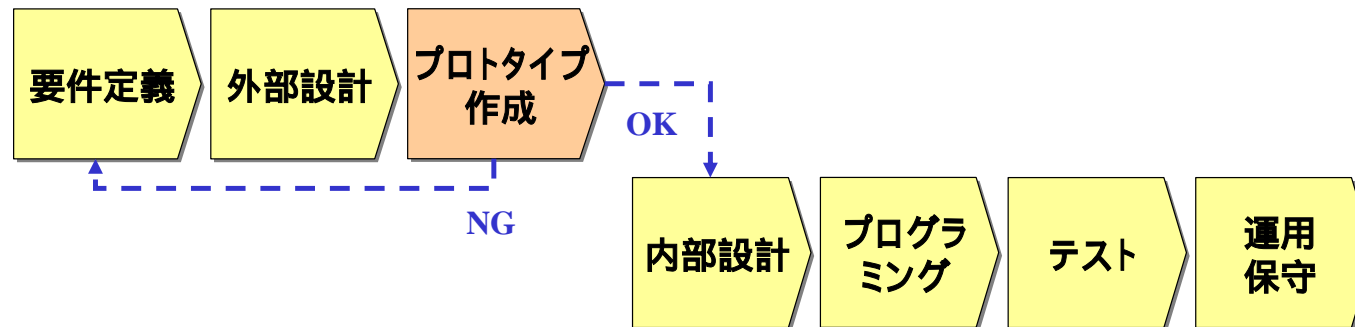 要件定義
外部設計
プロトタイプ
作成
OK
NG
内部設計
プログラ
ミング
テスト
運用
保守